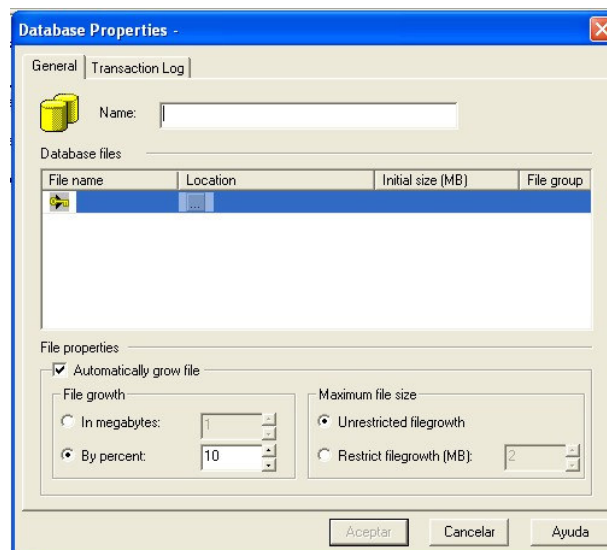 Database Properties -
General Transaction Log
Name:
Database files
File name Location Initial size (MB) File group
...
File properties
Automatically grow file
File growth Maximum file size
In megabytes: 1 Unrestricted filegrowth
By percent: 10 Restrict filegrowth (MB): 2
Aceptar Cancelar Ayuda